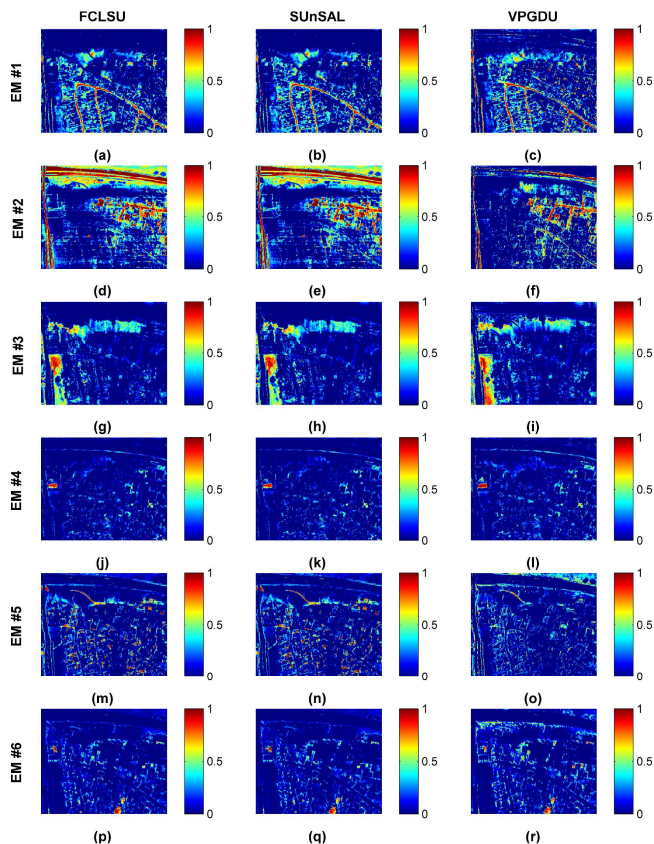 FCLSU SUnSAL VPGDU
EM #1
1 1 1
0.5 0.5 0.5
0 0 0
(a) (b) (c)
EM #2
1 1 1
0.5 0.5 0.5
0 0 0
(d) (e) (f)
EM #3
1 1 1
0.5 0.5 0.5
0 0 0
(g) (h) (i)
EM #4
1 1 1
0.5 0.5 0.5
0 0 0
(j) (k) (l)
EM #5
1 1 1
0.5 0.5 0.5
0 0 0
(m) (n) (o)
EM #6
1 1 1
0.5 0.5 0.5
0 0 0
(p) (q) (r)